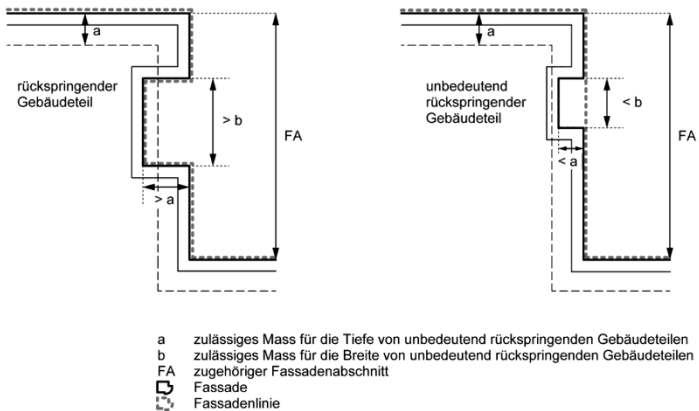 a
rückspringender
Gebäudeteil
> b
FA
> a
a
unbedeutend
rückspringender
Gebäudeteil
< b
FA
< a
a zulässiges Mass für die Tiefe von unbedeutend rückspringenden Gebäudeteilen
b zulässiges Mass für die Breite von unbedeutend rückspringenden Gebäudeteilen
FA zugehöriger Fassadenabschnitt
Fassade
Fassadenlinie